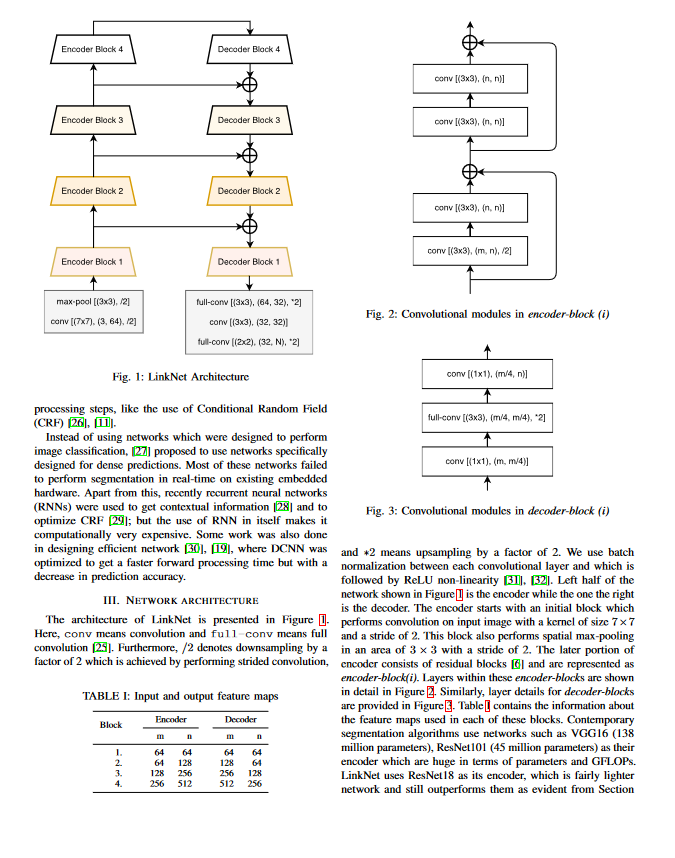 Encoder Block 4
Decoder Block 4
Encoder Block 3
Decoder Block 3
Encoder Block 2
Decoder Block 2
Encoder Block 1
Decoder Block 1
max-pool [(3x3), /2]
conv [(7x7), (3, 64), /2]
full-conv [(3x3), (64, 32), *2]
conv [(3x3), (32, 32)]
full-conv [(2x2), (32, N), *2]
Fig. 1: LinkNet Architecture
processing steps, like the use of Conditional Random Field
(CRF) [26], [11].
Instead of using networks which were designed to perform
image classification, [27] proposed to use networks specifically
designed for dense predictions. Most of these networks failed
to perform segmentation in real-time on existing embedded
hardware. Apart from this, recently recurrent neural networks
(RNNs) were used to get contextual information [28] and to
optimize CRF [29]; but the use of RNN in itself makes it
computationally very expensive. Some work was also done
in designing efficient network [30], [19], where DCNN was
optimized to get a faster forward processing time but with a
decrease in prediction accuracy.
III. NETWORK ARCHITECTURE
The architecture of LinkNet is presented in Figure 1.
Here, conv means convolution and full-conv means full
convolution [25]. Furthermore, /2 denotes downsampling by a
factor of 2 which is achieved by performing strided convolution,
TABLE I: Input and output feature maps
Block Encoder Decoder
m n m n
1. 64 64 64 64
2. 64 128 128 64
3. 128 256 256 128
4. 256 512 512 256
conv [(3x3), (n, n)]
conv [(3x3), (n, n)]
conv [(3x3), (n, n)]
conv [(3x3), (m, n), /2]
Fig. 2: Convolutional modules in encoder-block (i)
conv [(1x1), (m/4, n)]
full-conv [(3x3), (m/4, m/4), *2]
conv [(1x1), (m, m/4)]
Fig. 3: Convolutional modules in decoder-block (i)
and *2 means upsampling by a factor of 2. We use batch
normalization between each convolutional layer and which is
followed by ReLU non-linearity [31], [32]. Left half of the
network shown in Figure 1 is the encoder while the one the right
is the decoder. The encoder starts with an initial block which
performs convolution on input image with a kernel of size 7×7
and a stride of 2. This block also performs spatial max-pooling
in an area of 3 × 3 with a stride of 2. The later portion of
encoder consists of residual blocks [6] and are represented as
encoder-block(i). Layers within these encoder-blocks are shown
in detail in Figure 2. Similarly, layer details for decoder-blocks
are provided in Figure 3. Table I contains the information about
the feature maps used in each of these blocks. Contemporary
segmentation algorithms use networks such as VGG16 (138
million parameters), ResNet101 (45 million parameters) as their
encoder which are huge in terms of parameters and GFLOPs.
LinkNet uses ResNet18 as its encoder, which is fairly lighter
network and still outperforms them as evident from Section